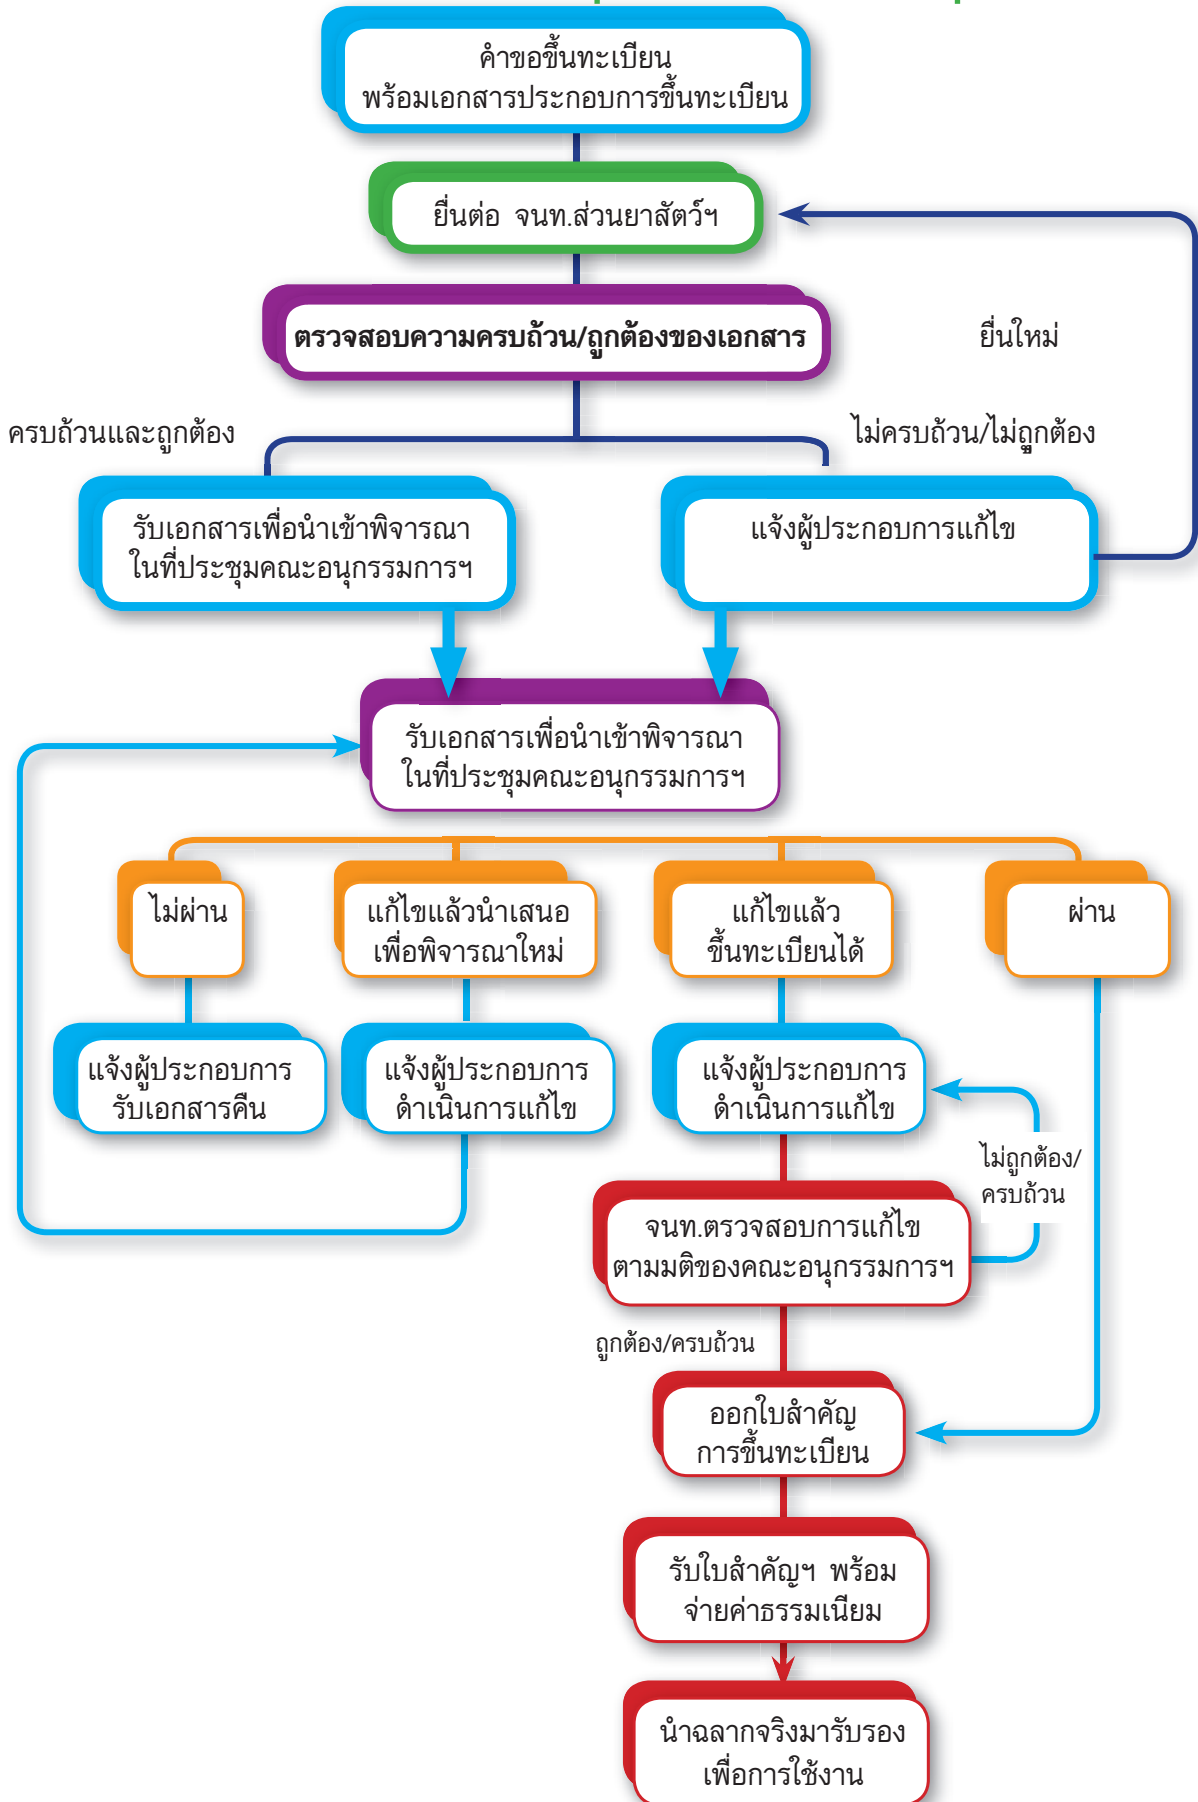 คำขอขึ้นทะเบียน
พร้อมเอกสารประกอบการขึ้นทะเบียน
ยื่นต่อ จนท.ส่วนยาสัตว์ฯ
ตรวจสอบความครบถ้วน/ถูกต้องของเอกสาร
ยื่นใหม่
ครบถ้วนและถูกต้อง
ไม่ครบถ้วน/ไม่ถูกต้อง
รับเอกสารเพื่อนำเข้าพิจารณา
ในที่ประชุมคณะอนุกรรมการฯ
แจ้งผู้ประกอบการแก้ไข
รับเอกสารเพื่อนำเข้าพิจารณา
ในที่ประชุมคณะอนุกรรมการฯ
ไม่ผ่าน
แก้ไขแล้วนำเสนอ
เพื่อพิจารณาใหม่
แก้ไขแล้ว
ขึ้นทะเบียนได้
ผ่าน
แจ้งผู้ประกอบการ
รับเอกสารคืน
แจ้งผู้ประกอบการ
ดำเนินการแก้ไข
แจ้งผู้ประกอบการ
ดำเนินการแก้ไข
ไม่ถูกต้อง/
ครบถ้วน
จนท.ตรวจสอบการแก้ไข
ตามมติของคณะอนุกรรมการฯ
ถูกต้อง/ครบถ้วน
ออกใบสำคัญ
การขึ้นทะเบียน
รับใบสำคัญฯ พร้อม
จ่ายค่าธรรมเนียม
นำฉลากจริงมารับรอง
เพื่อการใช้งาน